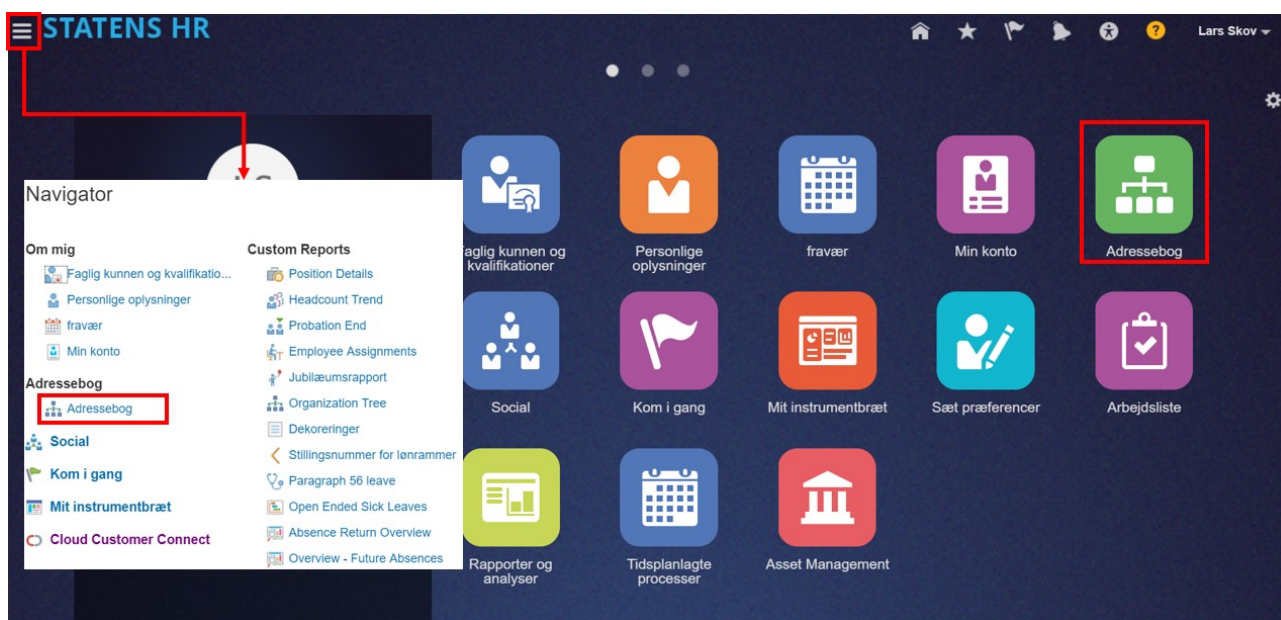 STATENS HR
Lars Skov
Navigator
Om mig
Faglig kunnen og kvalifikatio...
Personlige oplysninger
fravær
Min konto
Adressebog
Adressebog
Social
Kom i gang
Mit instrumentbræt
Cloud Customer Connect
Custom Reports
Position Details
Headcount Trend
Probation End
Employee Assignments
Jubilæumsrapport
Organization Tree
Dekoreringer
Stillingsnummer for lønrammer
Paragraph 56 leave
Open Ended Sick Leaves
Absence Return Overview
Overview - Future Absences
aglig kunnen og
kvalifikationer
Personlige
oplysninger
fravær
Min konto
Adressebog
Social
Kom i gang
Mit instrumentbræt
Sæt præferencer
Arbejdsliste
Rapporter og
analyser
Tidsplanlagte
processer
Asset Management